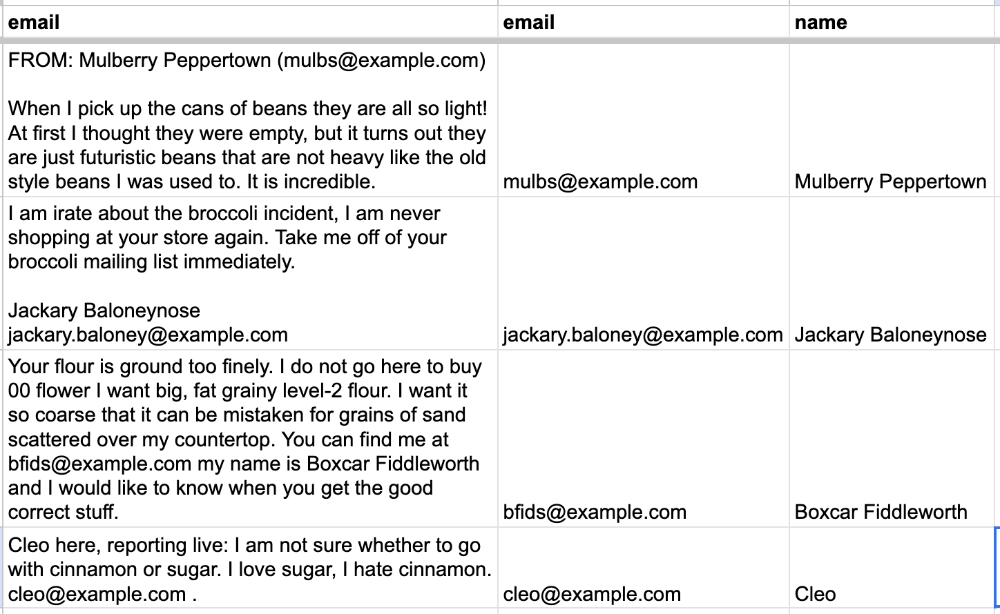 email
email
name
FROM: Mulberry Peppertown (mulbs@example.com)
When I pick up the cans of beans they are all so light!
At first I thought they were empty, but it turns out they
are just futuristic beans that are not heavy like the old
style beans I was used to. It is incredible.
mulbs@example.com
Mulberry Peppertown
I am irate about the broccoli incident, I am never
shopping at your store again. Take me off of your
broccoli mailing list immediately.
Jackary Baloneynose
jackary.baloney@example.com
jackary.baloney@example.com
Jackary Baloneynose
Your flour is ground too finely. I do not go here to buy
00 flower I want big, fat grainy level-2 flour. I want it
so coarse that it can be mistaken for grains of sand
scattered over my countertop. You can find me at
bfids@example.com my name is Boxcar Fiddleworth
and I would like to know when you get the good
correct stuff.
bfids@example.com
Boxcar Fiddleworth
Cleo here, reporting live: I am not sure whether to go
with cinnamon or sugar. I love sugar, I hate cinnamon.
cleo@example.com .
cleo@example.com
Cleo